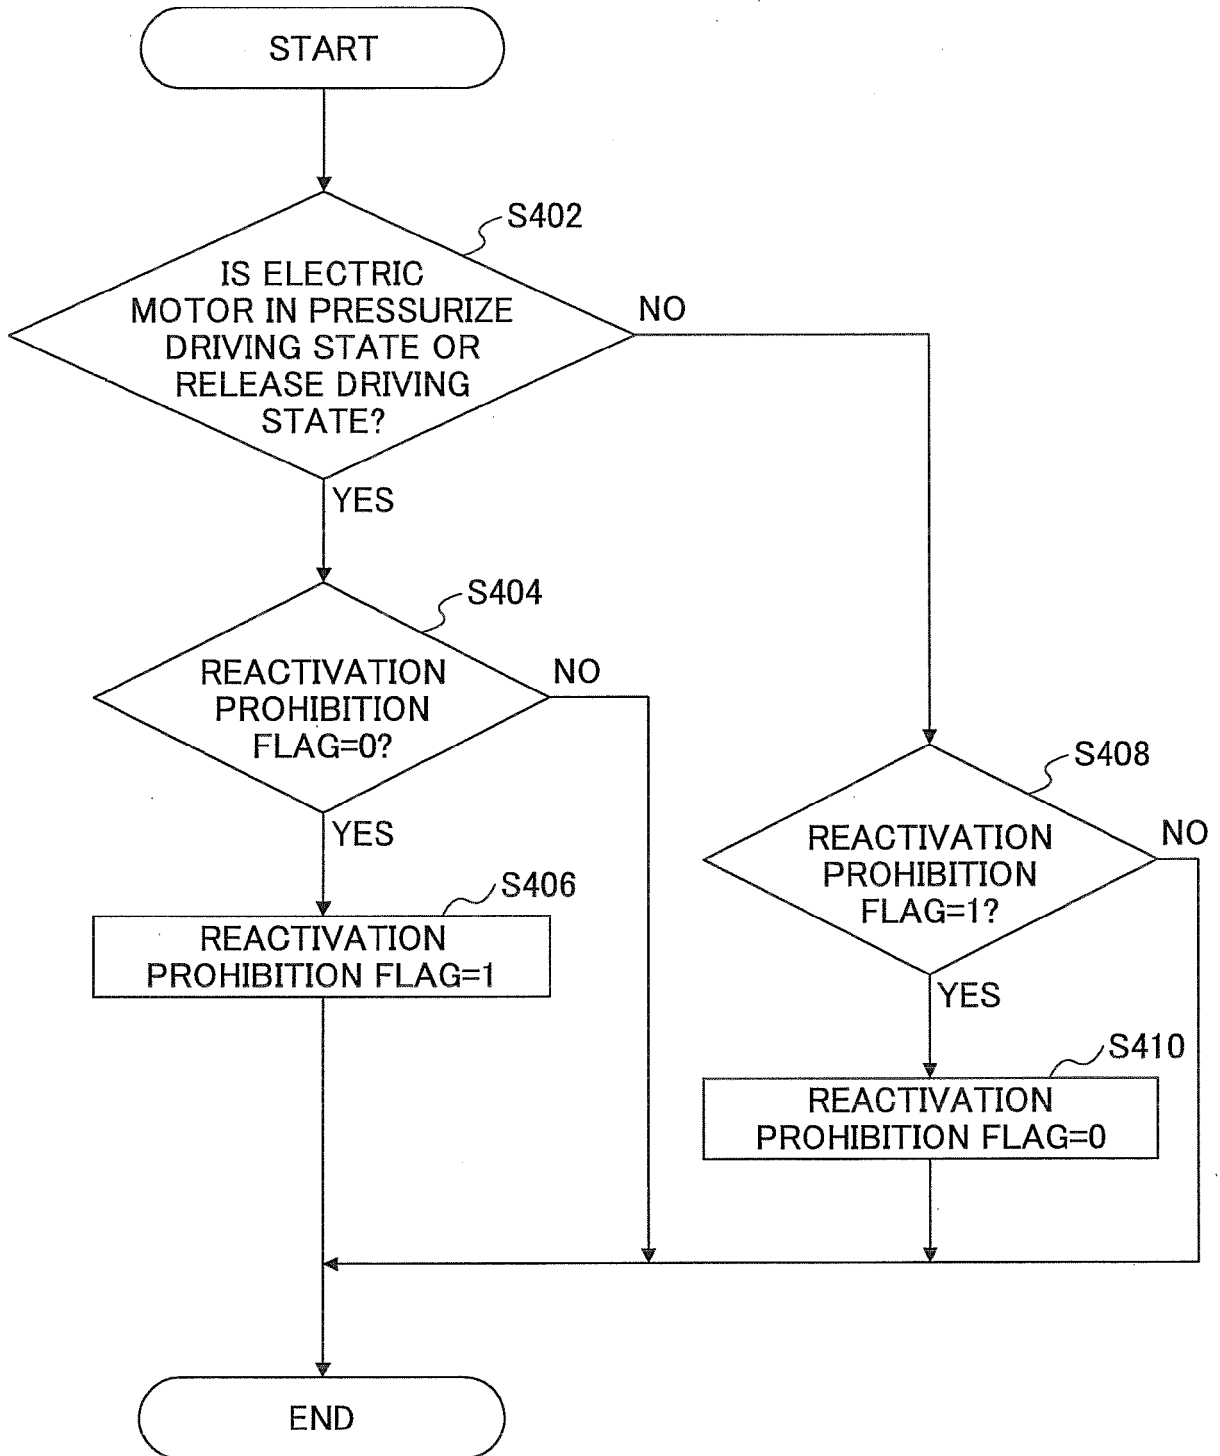 START
S402
IS ELECTRIC
MOTOR IN PRESSURIZE
DRIVING STATE OR
RELEASE DRIVING
STATE?
NO
YES
S404
REACTIVATION
PROHIBITION
FLAG=0?
NO
YES
S406
REACTIVATION
PROHIBITION FLAG=1
S408
REACTIVATION
PROHIBITION
FLAG=1?
NO
YES
S410
REACTIVATION
PROHIBITION FLAG=0
END